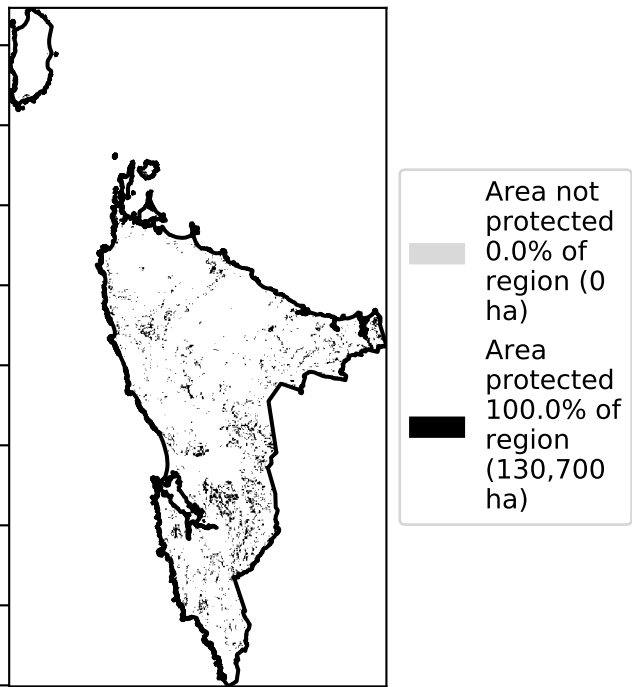 Area not
protected
0.0% of
region (0
ha)
Area
protected
100.0% of
region
(130,700
ha)